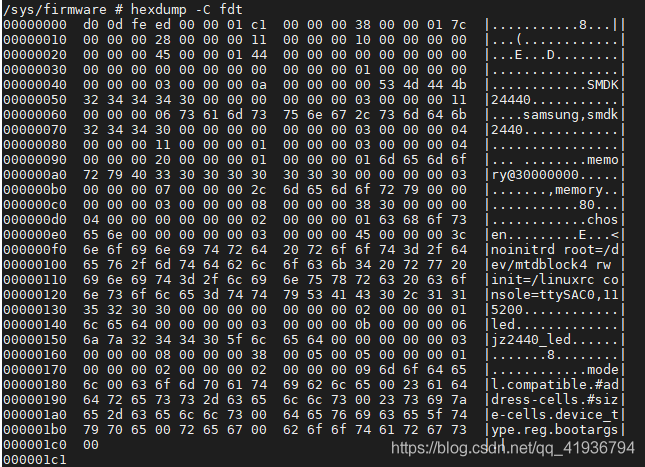 /sys/firmware # hexdump -C fdt
00000000  d0 0d fe ed 00 00 01 c1  00 00 00 38 00 00 01 7c  |...........8...||
00000010  00 00 00 28 00 00 00 11  00 00 00 10 00 00 00 00  |...(............|
00000020  00 00 00 45 00 00 01 44  00 00 00 00 00 00 00 00  |...E...D........|
00000030  00 00 00 00 00 00 00 00  00 00 00 01 00 00 00 00  |................|
00000040  00 00 00 03 00 00 00 0a  00 00 00 00 53 4d 44 4b  |............SMDK|
00000050  32 34 34 34 30 00 00 00  00 00 00 03 00 00 00 11  |24440...........|
00000060  00 00 00 06 73 61 6d 73  75 6e 67 2c 73 6d 64 6b  |....samsung,smdk|
00000070  32 34 34 30 00 00 00 00  00 00 00 03 00 00 00 04  |2440............|
00000080  00 00 00 11 00 00 00 01  00 00 00 03 00 00 00 04  |................|
00000090  00 00 00 20 00 00 00 01  00 00 00 01 6d 65 6d 6f  |... ........memo|
000000a0  72 79 40 33 30 30 30 30  30 30 30 00 00 00 00 03  |ry@30000000.....|
000000b0  00 00 00 07 00 00 00 2c  6d 65 6d 6f 72 79 00 00  |.......,memory..|
000000c0  00 00 00 03 00 00 00 08  00 00 00 38 30 00 00 00  |...........80...|
000000d0  04 00 00 00 00 00 00 02  00 00 00 01 63 68 6f 73  |............chos|
000000e0  65 6e 00 00 00 00 00 03  00 00 00 45 00 00 00 3c  |en.........E...<|
000000f0  6e 6f 69 6e 69 74 72 64  20 72 6f 6f 74 3d 2f 64  |noinitrd root=/d|
00000100  65 76 2f 6d 74 64 62 6c  6f 63 6b 34 20 72 77 20  |ev/mtdblock4 rw |
00000110  69 6e 69 74 3d 2f 6c 69  6e 75 78 72 63 20 63 6f  |init=/linuxrc co|
00000120  6e 73 6f 6c 65 3d 74 74  79 53 41 43 30 2c 31 31  |nsole=ttySAC0,11|
00000130  35 32 30 30 00 00 00 00  00 00 00 02 00 00 00 01  |5200............|
00000140  6c 65 64 00 00 00 00 03  00 00 00 0b 00 00 00 06  |led.............|
00000150  6a 7a 32 34 34 30 5f 6c  65 64 00 00 00 00 00 03  |jz2440_led......|
00000160  00 00 00 08 00 00 00 38  00 05 00 05 00 00 00 01  |.......8........|
00000170  00 00 00 02 00 00 00 02  00 00 00 09 6d 6f 64 65  |............mode|
00000180  6c 00 63 6f 6d 70 61 74  69 62 6c 65 00 23 61 64  |l.compatible.#ad|
00000190  64 72 65 73 73 2d 63 65  6c 6c 73 00 23 73 69 7a  |dress-cells.#siz|
000001a0  65 2d 63 65 6c 6c 73 00  64 65 76 69 63 65 5f 74  |e-cells.device_t|
000001b0  79 70 65 00 72 65 67 00  62 6f 6f 74 61 72 67 73  |ype.reg.bootargs|
000001c0  00  |.|
000001c1
https://blog.csdn.net/qq_41936794